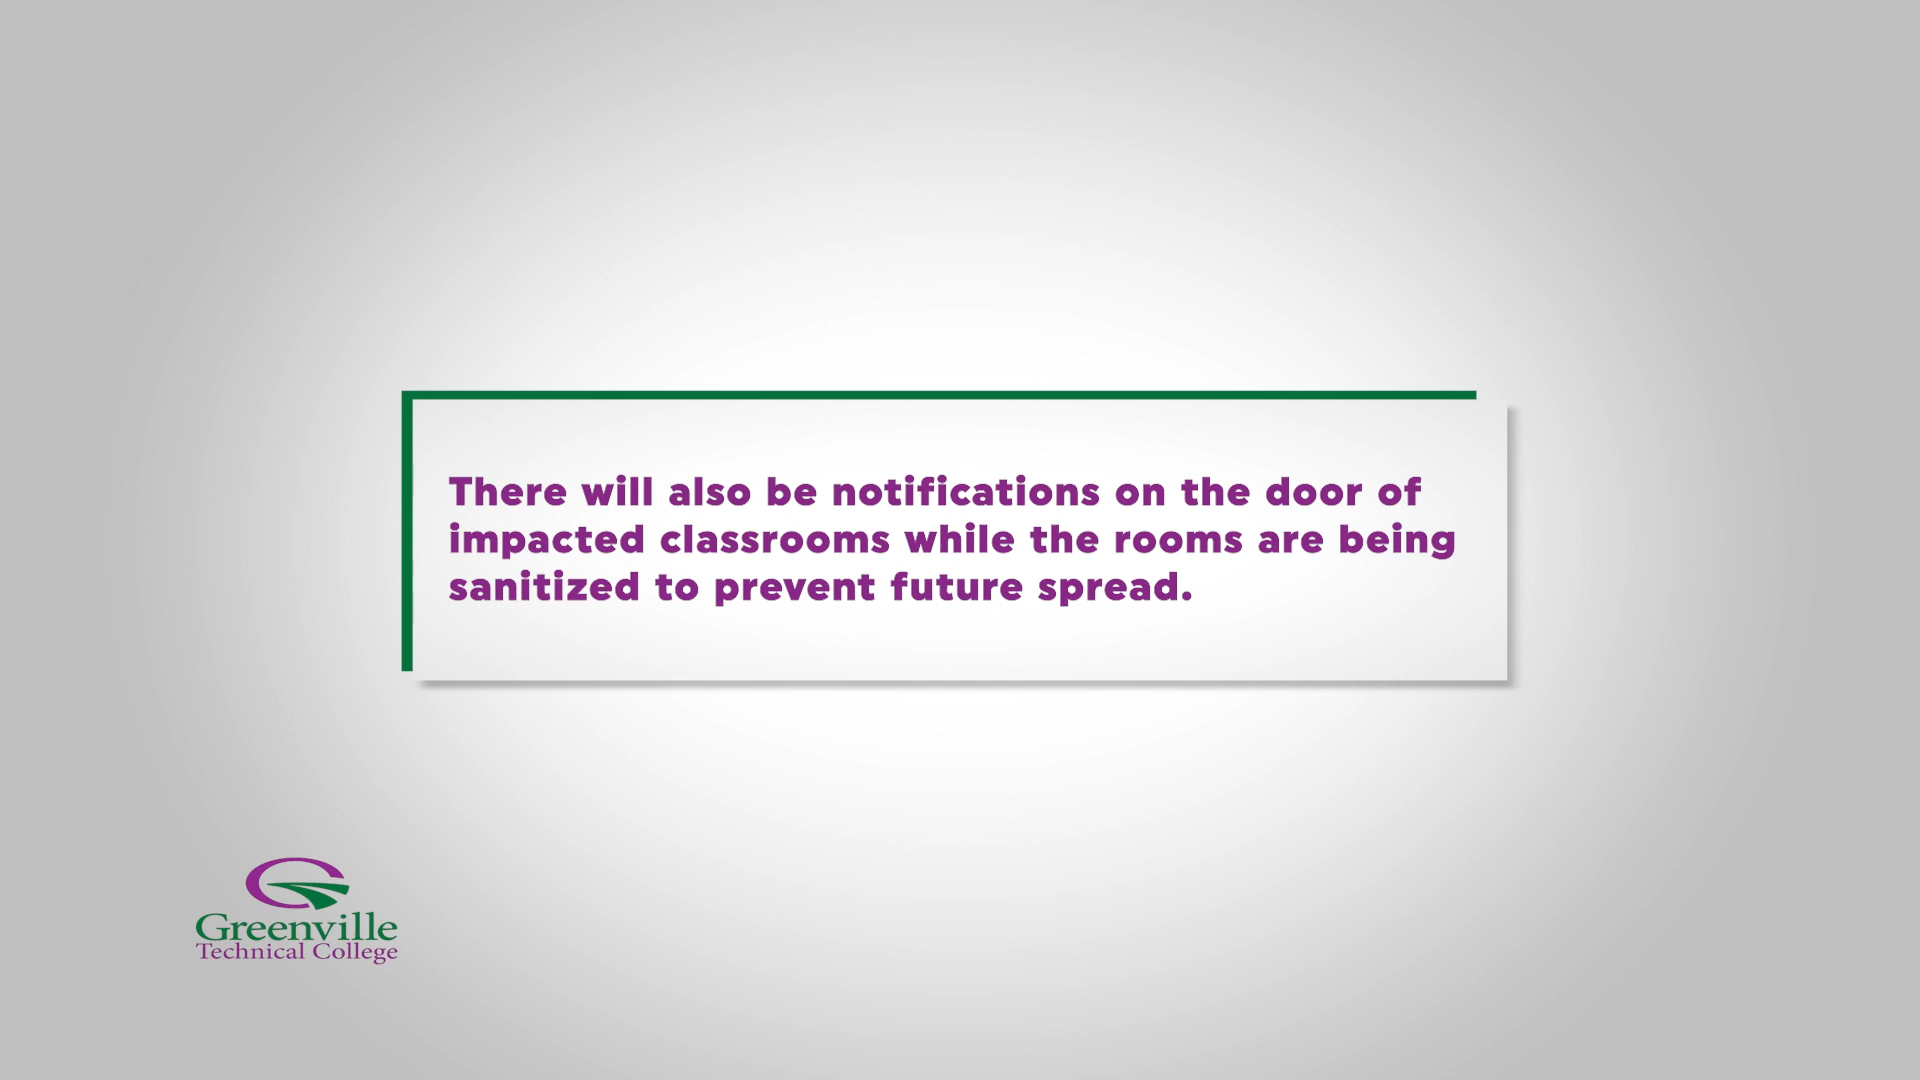 There will also be notifications on the door of
impacted classrooms while the rooms are being
sanitized to prevent future spread.
Greenville
Technical College